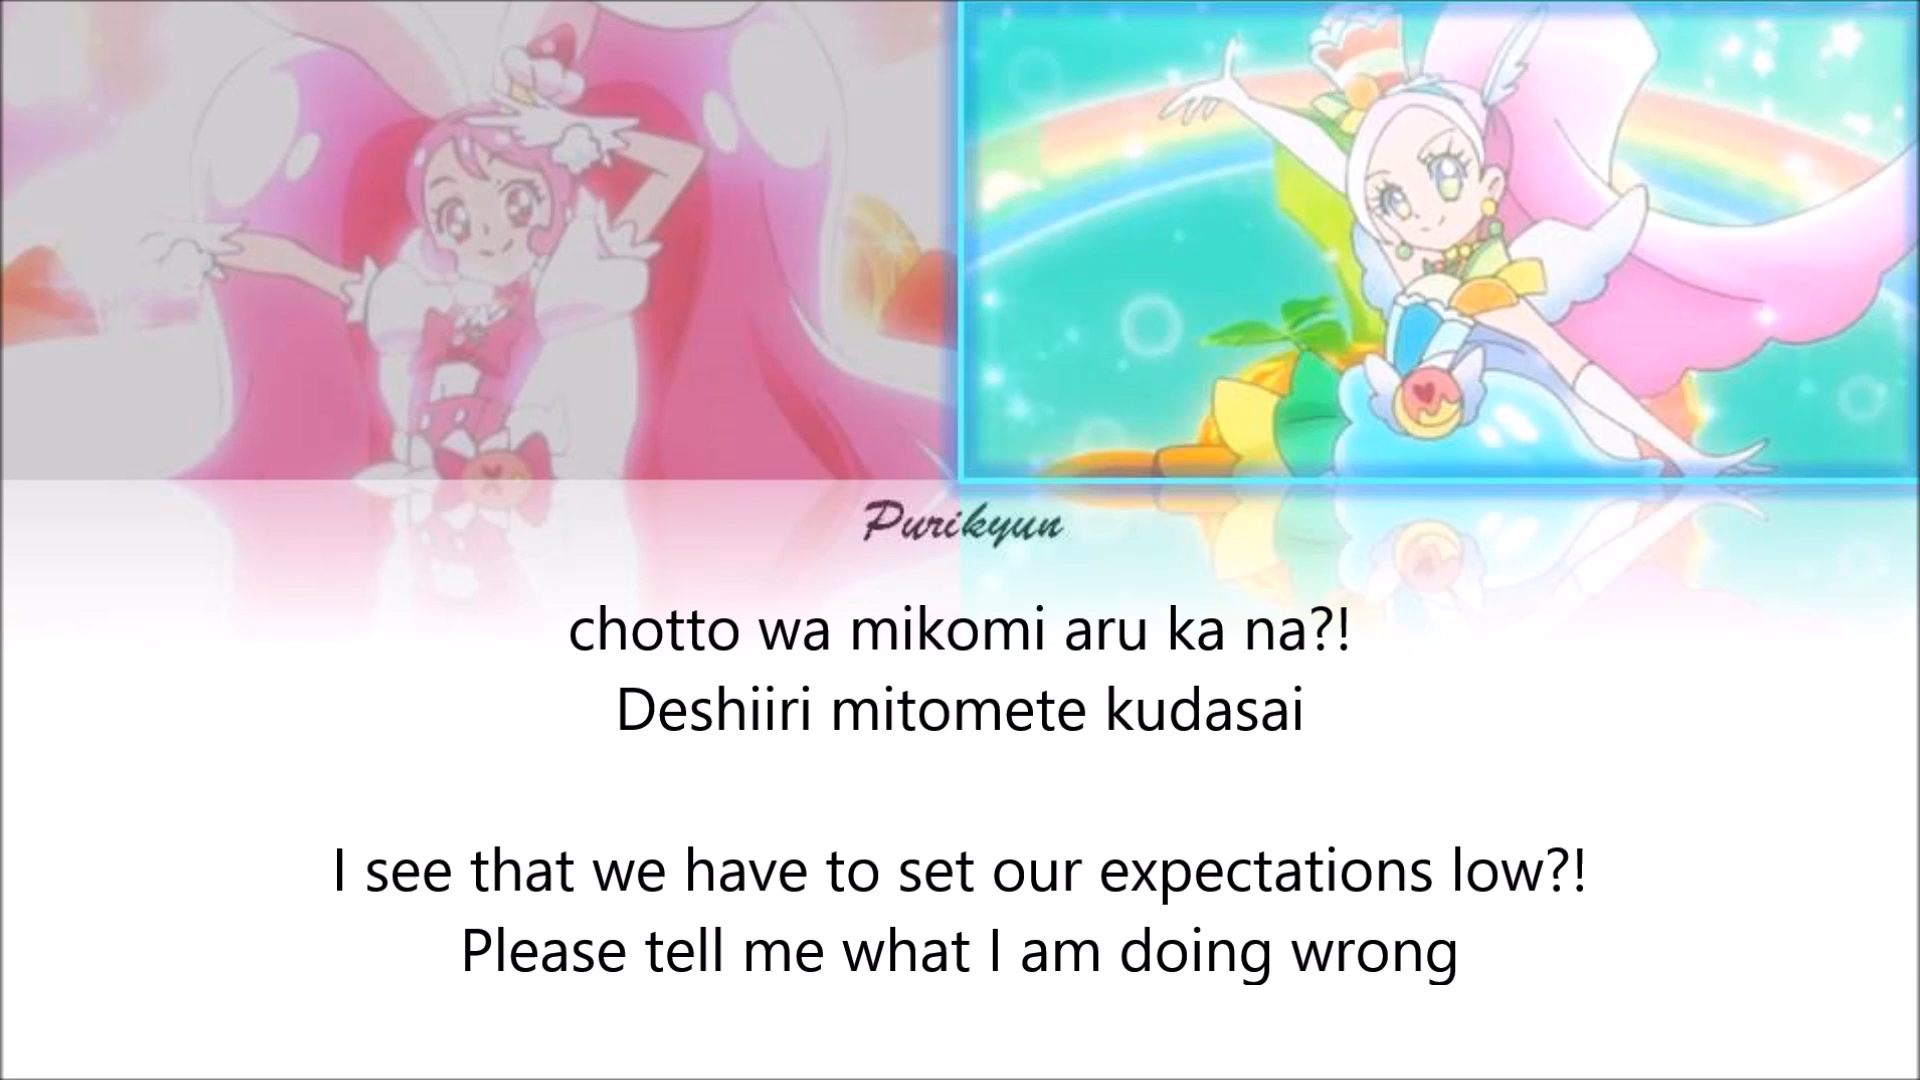 Purikyun
chotto wa mikomi aru ka na?!
Deshiiri mitomete kudasai
I see that we have to set our expectations low?!
Please tell me what I am doing wrong